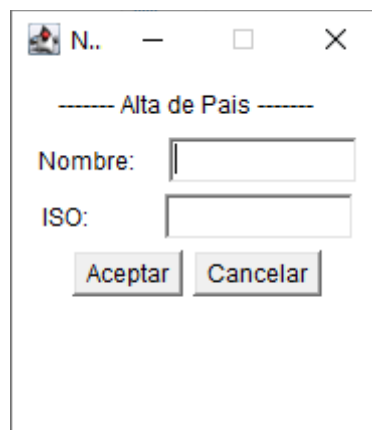 N..
------- Alta de Pais -------
Nombre:
ISO:
Aceptar Cancelar